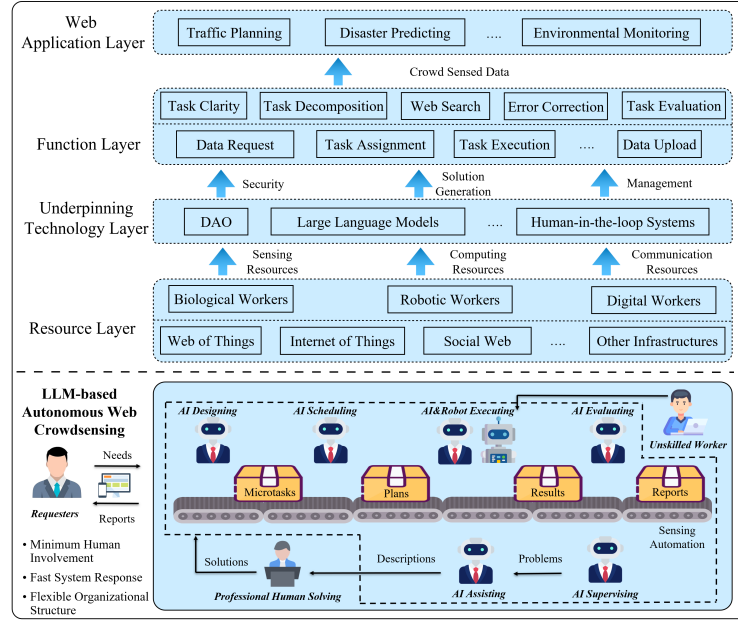 Web
Application Layer
Traffic Planning
Disaster Predicting
....
Environmental Monitoring
Crowd Sensed Data
Function Layer
Task Clarity
Task Decomposition
Web Search
Error Correction
Task Evaluation
Data Request
Task Assignment
Task Execution
....
Data Upload
Security
Solution
Generation
Management
Underpinning
Technology Layer
DAO
Large Language Models
....
Human-in-the-loop Systems
Sensing
Resources
Computing
Resources
Communication
Resources
Resource Layer
Biological Workers
Robotic Workers
Digital Workers
Web of Things
Internet of Things
Social Web
....
Other Infrastructures
LLM-based
Autonomous Web
Crowdsensing
Needs
Reports
Requesters
• Minimum Human
Involvement
• Fast System Response
• Flexible Organizational
Structure
AI Designing
AI Scheduling
AI&Robot Executing
AI Evaluating
Unskilled Worker
Microtasks
Plans
Results
Reports
Sensing
Automation
Solutions
Professional Human Solving
Descriptions
AI Assisting
Problems
AI Supervising